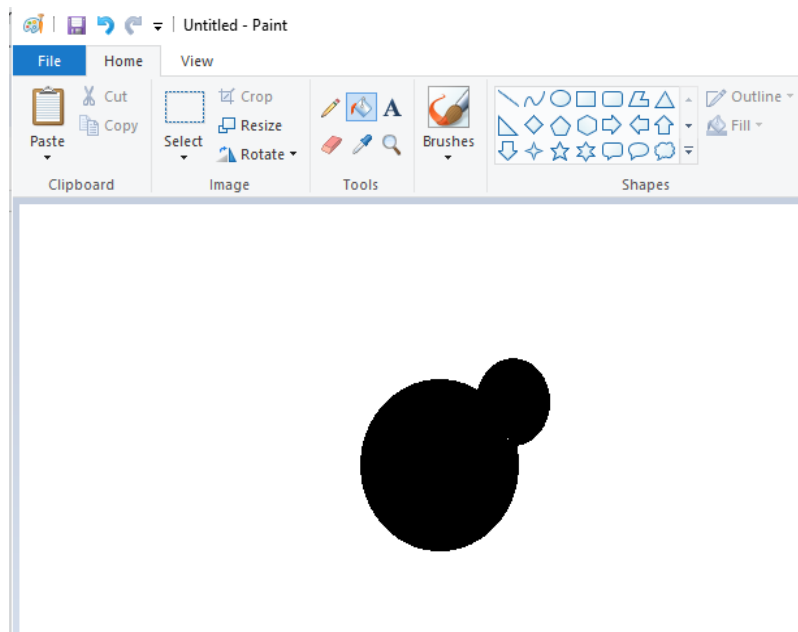 Untitled - Paint
File Home View
Paste
Cut
Copy
Clipboard
Select
Crop
Resize
Rotate
Image
A
Tools
Brushes
Outline
Fill
Shapes